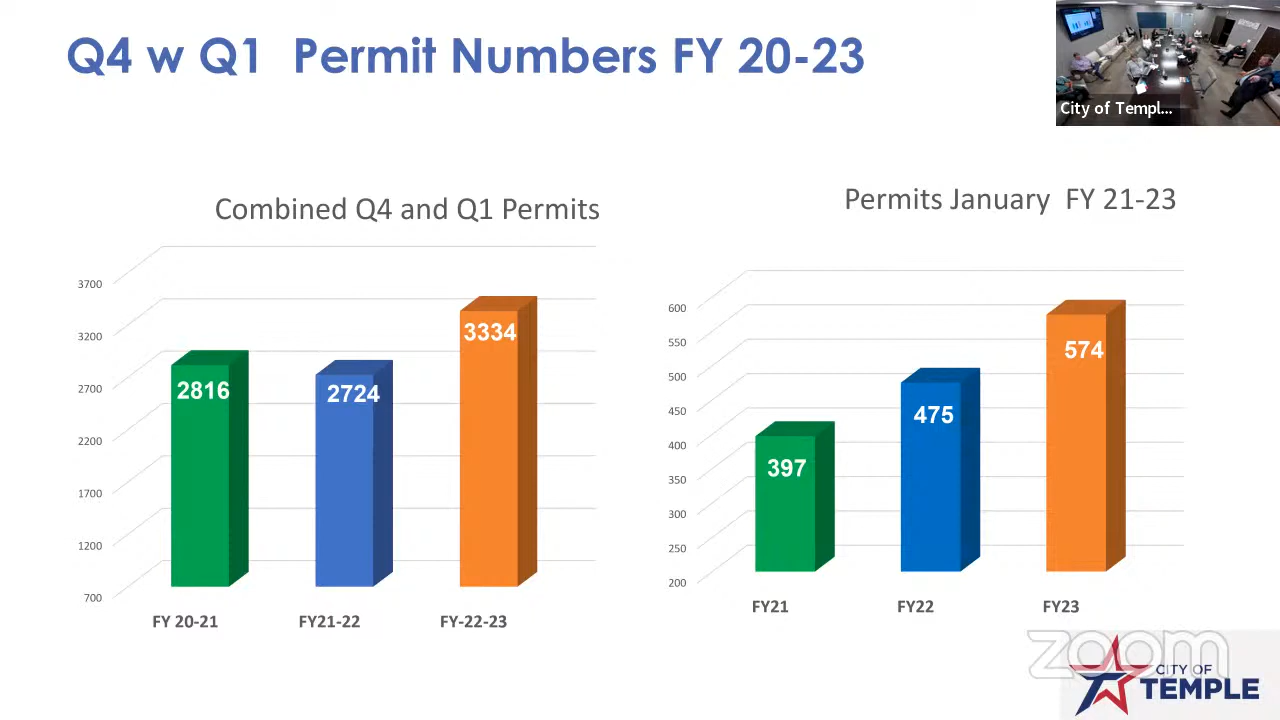 Q4 w Q1 Permit Numbers FY 20-23
City of Templ...
Combined Q4 and Q1 Permits
3700
3200
2700
2200
1700
1200
700
2816
2724
3334
FY 20-21
FY21-22
FY-22-23
Permits January FY 21-23
600
550
500
450
400
350
300
250
200
397
475
574
FY21
FY22
FY23
zoom
CITY OF
TEMPLE